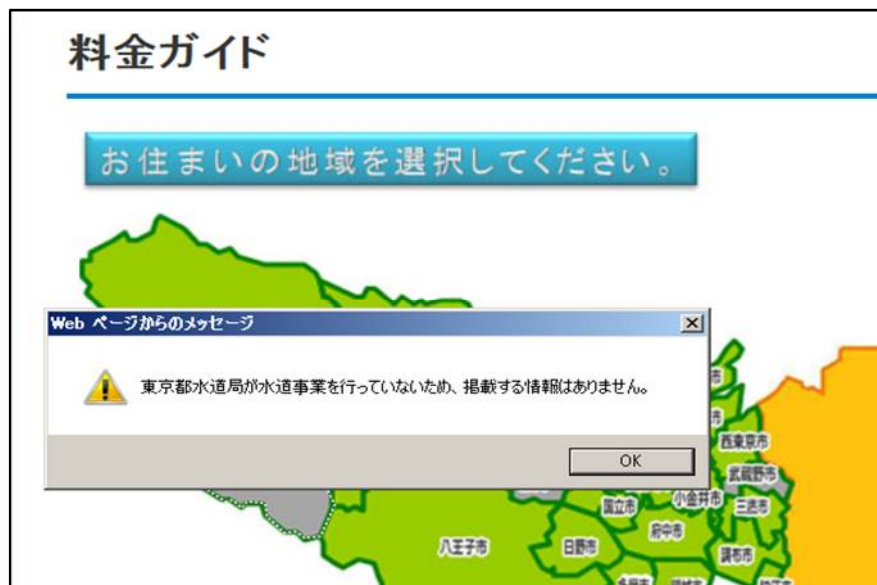 料金ガイド
お住まいの地域を選択してください。
Web ページからのメッセージ
東京都水道局が水道事業を行っていないため、掲載する情報はありません。
OK
市
市
西東京市
武蔵野市
小金井市
三鷹市
国立市
府中市
調布市
八王子市
日野市